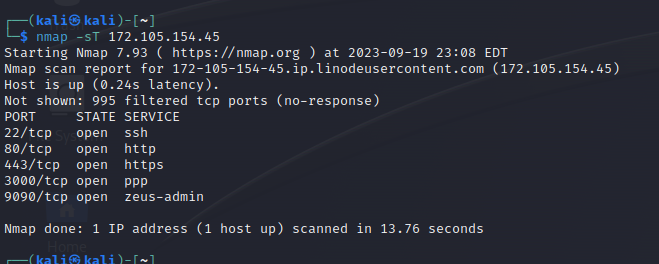 ┌──(kali㉿kali)-[~]
└─$ nmap -sT 172.105.154.45
Starting Nmap 7.93 ( https://nmap.org ) at 2023-09-19 23:08 EDT
Nmap scan report for 172-105-154-45.ip.linodeusercontent.com (172.105.154.45)
Host is up (0.24s latency).
Not shown: 995 filtered tcp ports (no-response)
PORT     STATE SERVICE
22/tcp   open  ssh
80/tcp   open  http
443/tcp  open  https
3000/tcp open  ppp
9090/tcp open  zeus-admin
Nmap done: 1 IP address (1 host up) scanned in 13.76 seconds
Home
┌──(kali㉿kali)-[~]